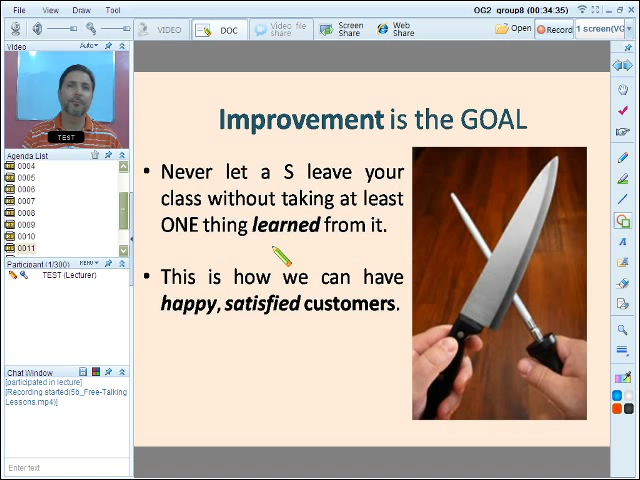 File View Draw Tool OG2_group8 (00:34:35)
VIDEO DOC Video file share Screen Share Web Share Open Record 1 screen(VG
Video Auto
TEST
Agenda List
0004
0005
0006
0007
0008
0009
0010
0011
Participant (1/300) MENU
TEST (Lecturer)
Chat Window
[participated in lecture]
[Recording started(5b_Free-Talking
Lessons.mp4)]
Enter text
Improvement is the GOAL
• Never let a S leave your
class without taking at least
ONE thing learned from it.
• This is how we can have
happy, satisfied customers.
A